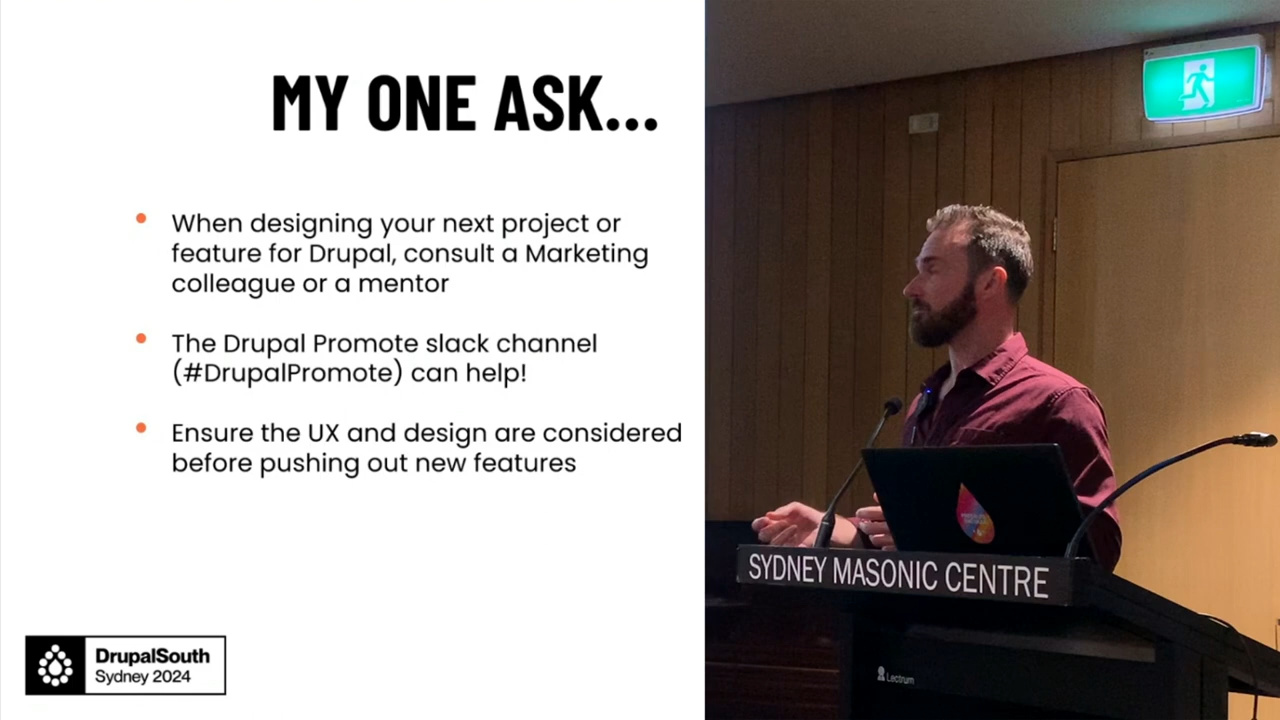 MY ONE ASK...
When designing your next project or
feature for Drupal, consult a Marketing
colleague or a mentor
The Drupal Promote slack channel
(#DrupalPromote) can help!
Ensure the UX and design are considered
before pushing out new features
DrupalSouth
Sydney 2024
SYDNEY MASONIC CENTRE
Lectrum